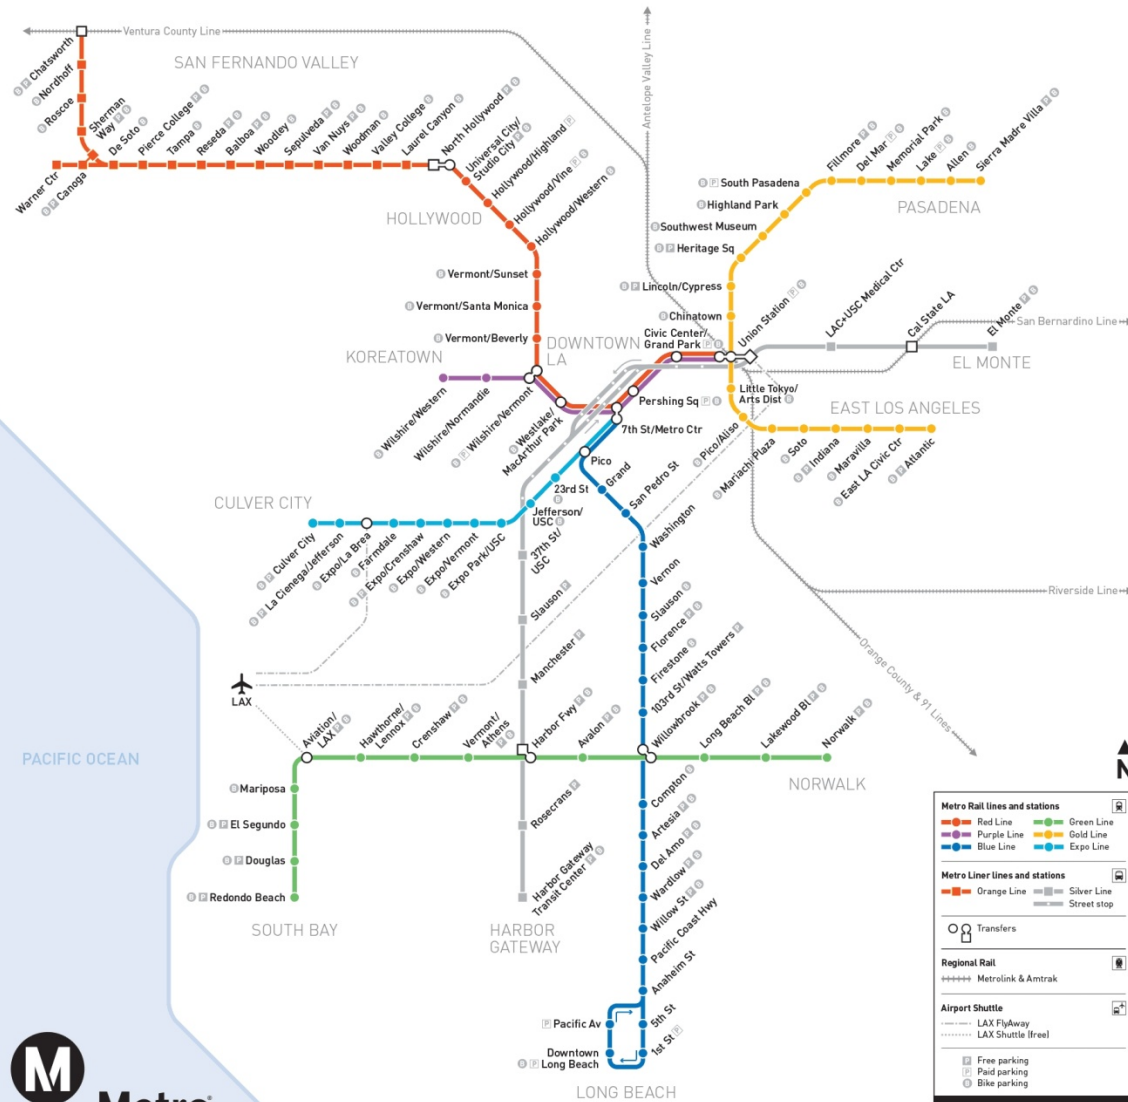 Ventura County Line
Antelope Valley Line
SAN FERNANDO VALLEY
Chatsworth
Nordhoff
Roscoe
Sherman
Way
Warner Ctr
Canoga
De Soto
Pierce College
Tampa
Reseda
Balboa
Woodley
Sepulveda
Van Nuys
Woodman
Valley College
Laurel Canyon
North Hollywood
Universal City/
Studio City
Hollywood/Highland
Hollywood/Vine
Hollywood/Western
HOLLYWOOD
Vermont/Sunset
Vermont/Santa Monica
Vermont/Beverly
KOREATOWN
DOWNTOWN
LA
Wilshire/Western
Wilshire/Normandie
Wilshire/Vermont
Westlake/
MacArthur Park
Civic Center/
Grand Park
Pershing Sq
7th St/Metro Ctr
Union Station
Fillmore
Del Mar
Memorial Park
Lake
Allen
Sierra Madre Villa
PASADENA
South Pasadena
Highland Park
Southwest Museum
Heritage Sq
Lincoln/Cypress
Chinatown
LAC+USC Medical Ctr
Cal State LA
El Monte
San Bernardino Line
EL MONTE
Little Tokyo/
Arts Dist
EAST LOS ANGELES
Pico/Aliso
Mariachi Plaza
Soto
Indiana
Maravilla
East LA Civic Ctr
Atlantic
Pico
Grand
San Pedro St
Washington
Vernon
Slauson
Florence
Firestone
103rd St/Watts Towers
Willowbrook
CULVER CITY
23rd St
Jefferson/
USC
Culver City
La Cienega/Jefferson
Expo/La Brea
Farmdale
Expo/Crenshaw
Expo/Western
Expo/Vermont
Expo Park/USC
37th St/
USC
Slauson
Manchester
Riverside Line
Orange County & 91 Lines
LAX
PACIFIC OCEAN
Aviation/
LAX
Hawthorne/
Lennox
Crenshaw
Vermont/
Athens
Harbor Fwy
Avalon
Long Beach Bl
Lakewood Bl
Norwalk
NORWALK
Mariposa
El Segundo
Douglas
Redondo Beach
SOUTH BAY
Rosecrans
Harbor Gateway
Transit Center
HARBOR
GATEWAY
Compton
Artesia
Del Amo
Wardlow
Willow St
Pacific Coast Hwy
Anaheim St
5th St
1st St
Pacific Av
Downtown
Long Beach
LONG BEACH
N
Metro Rail lines and stations
Red Line
Green Line
Purple Line
Gold Line
Blue Line
Expo Line
Metro Liner lines and stations
Orange Line
Silver Line
Street stop
Transfers
Regional Rail
Metrolink & Amtrak
Airport Shuttle
LAX FlyAway
LAX Shuttle (free)
P Free parking
P Paid parking
B Bike parking
M
Metro